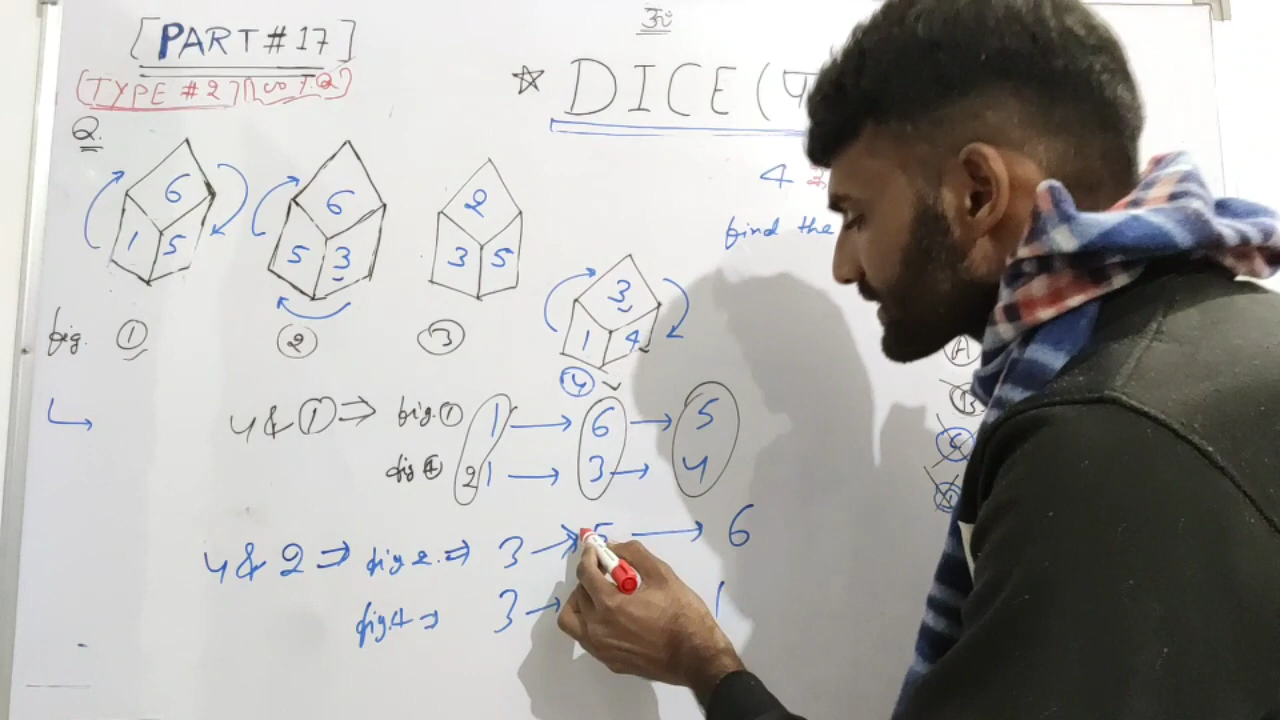 [PART#17]
ॐ
(TYPE #27)
☆ DICE (
Q.
6
1 5
6
5 3
2
3 5
3
1 4
4
find the
fig. ① ② ③ ④
4 & ① ⇒ fig.① 1 → 6 → 5
2 1 → 3 → 4
4 & 2 ⇒ fig 2. ⇒ 3 → 5 → 6
fig.4 ⇒ 3 → 1
A
B